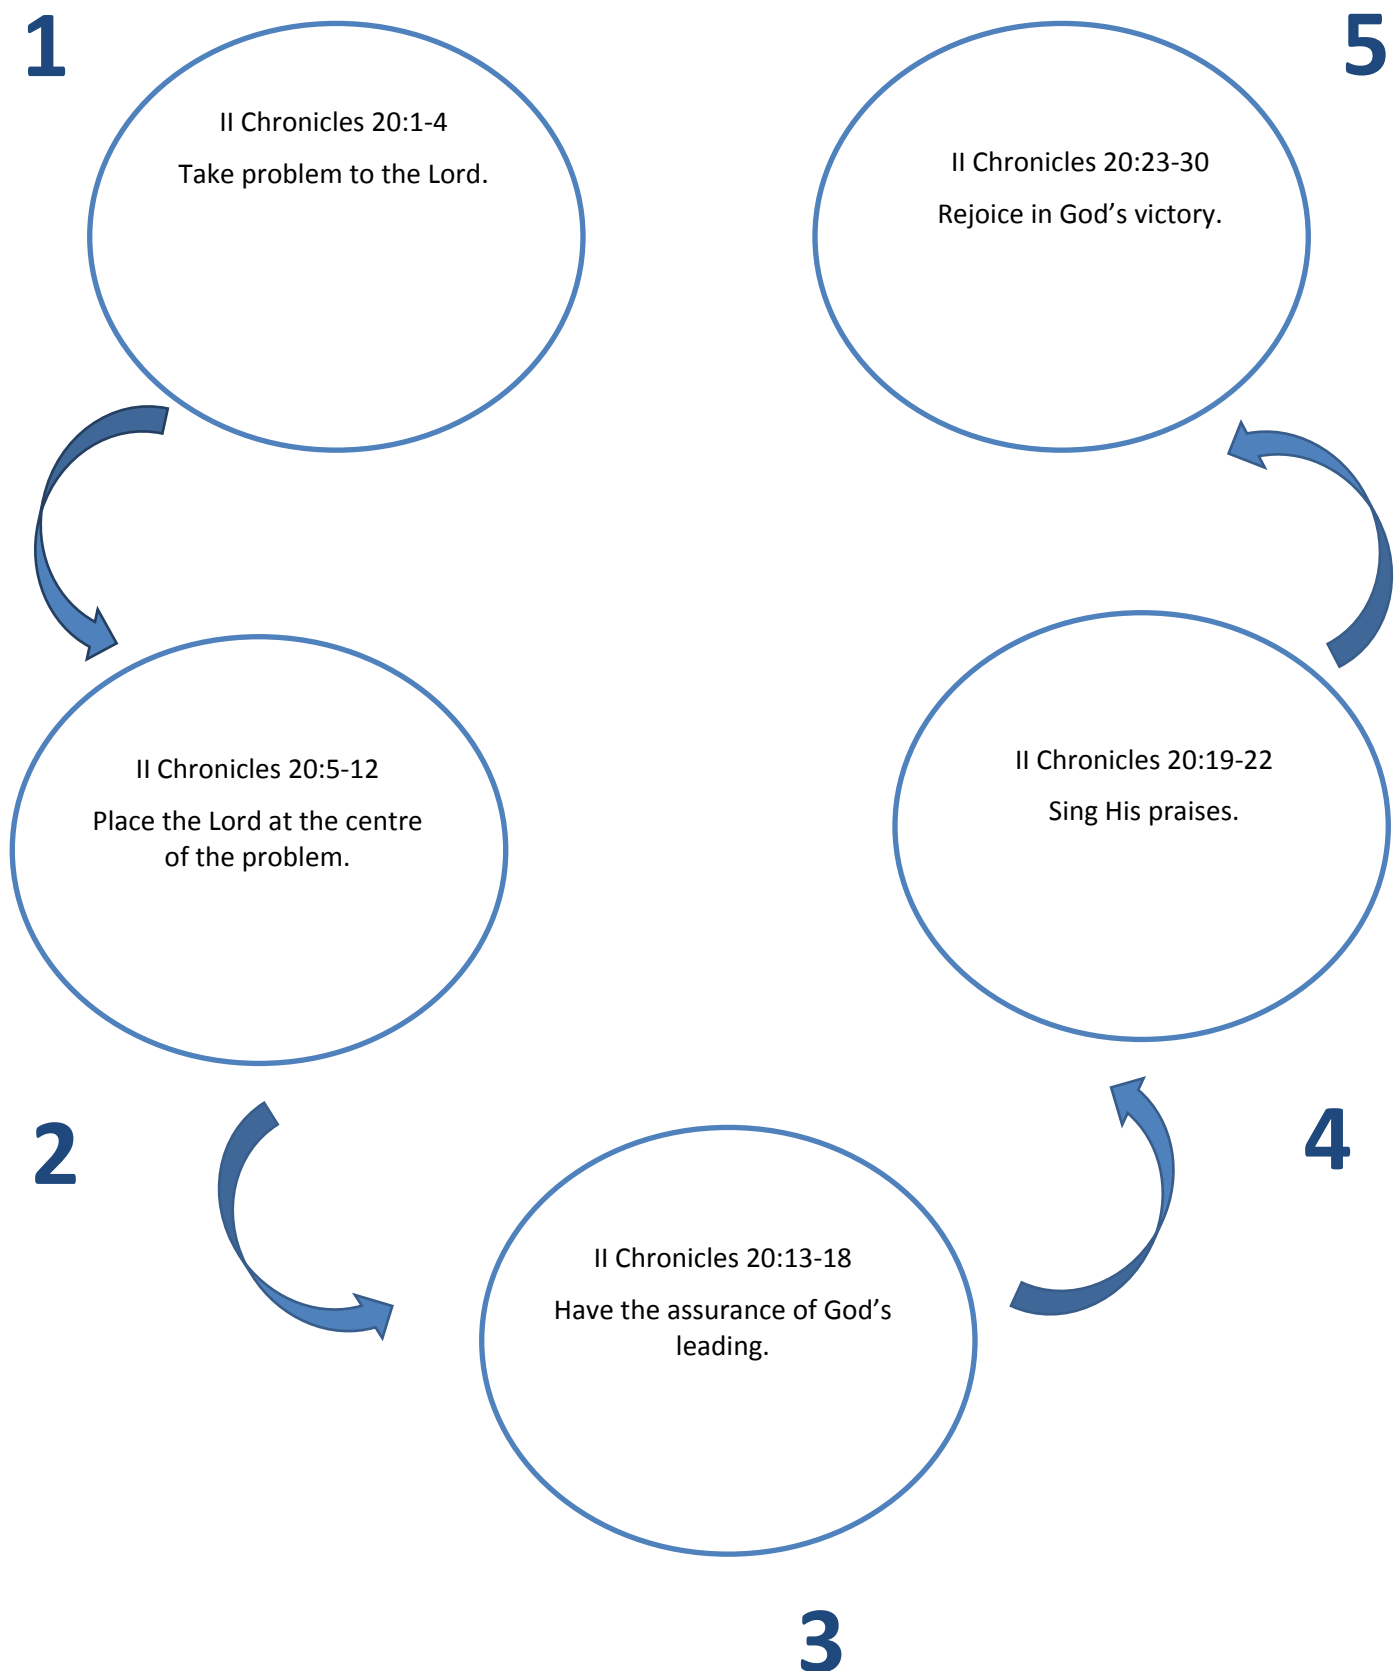 1
II Chronicles 20:1-4
Take problem to the Lord.
2
II Chronicles 20:5-12
Place the Lord at the centre
of the problem.
3
II Chronicles 20:13-18
Have the assurance of God’s
leading.
4
II Chronicles 20:19-22
Sing His praises.
5
II Chronicles 20:23-30
Rejoice in God’s victory.